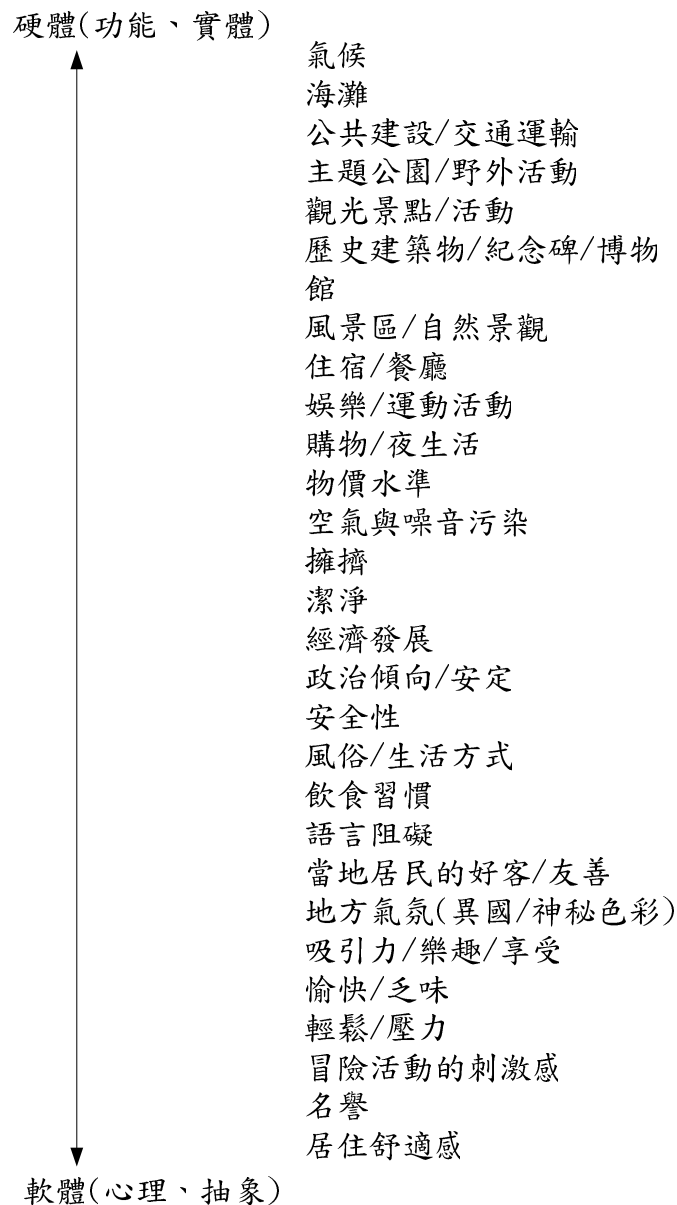 硬體(功能、實體)
氣候
海灘
公共建設/交通運輸
主題公園/野外活動
觀光景點/活動
歷史建築物/紀念碑/博物
館
風景區/自然景觀
住宿/餐廳
娛樂/運動活動
購物/夜生活
物價水準
空氣與噪音污染
擁擠
潔淨
經濟發展
政治傾向/安定
安全性
風俗/生活方式
飲食習慣
語言阻礙
當地居民的好客/友善
地方氣氛(異國/神秘色彩)
吸引力/樂趣/享受
愉快/乏味
輕鬆/壓力
冒險活動的刺激感
名譽
居住舒適感
軟體(心理、抽象)